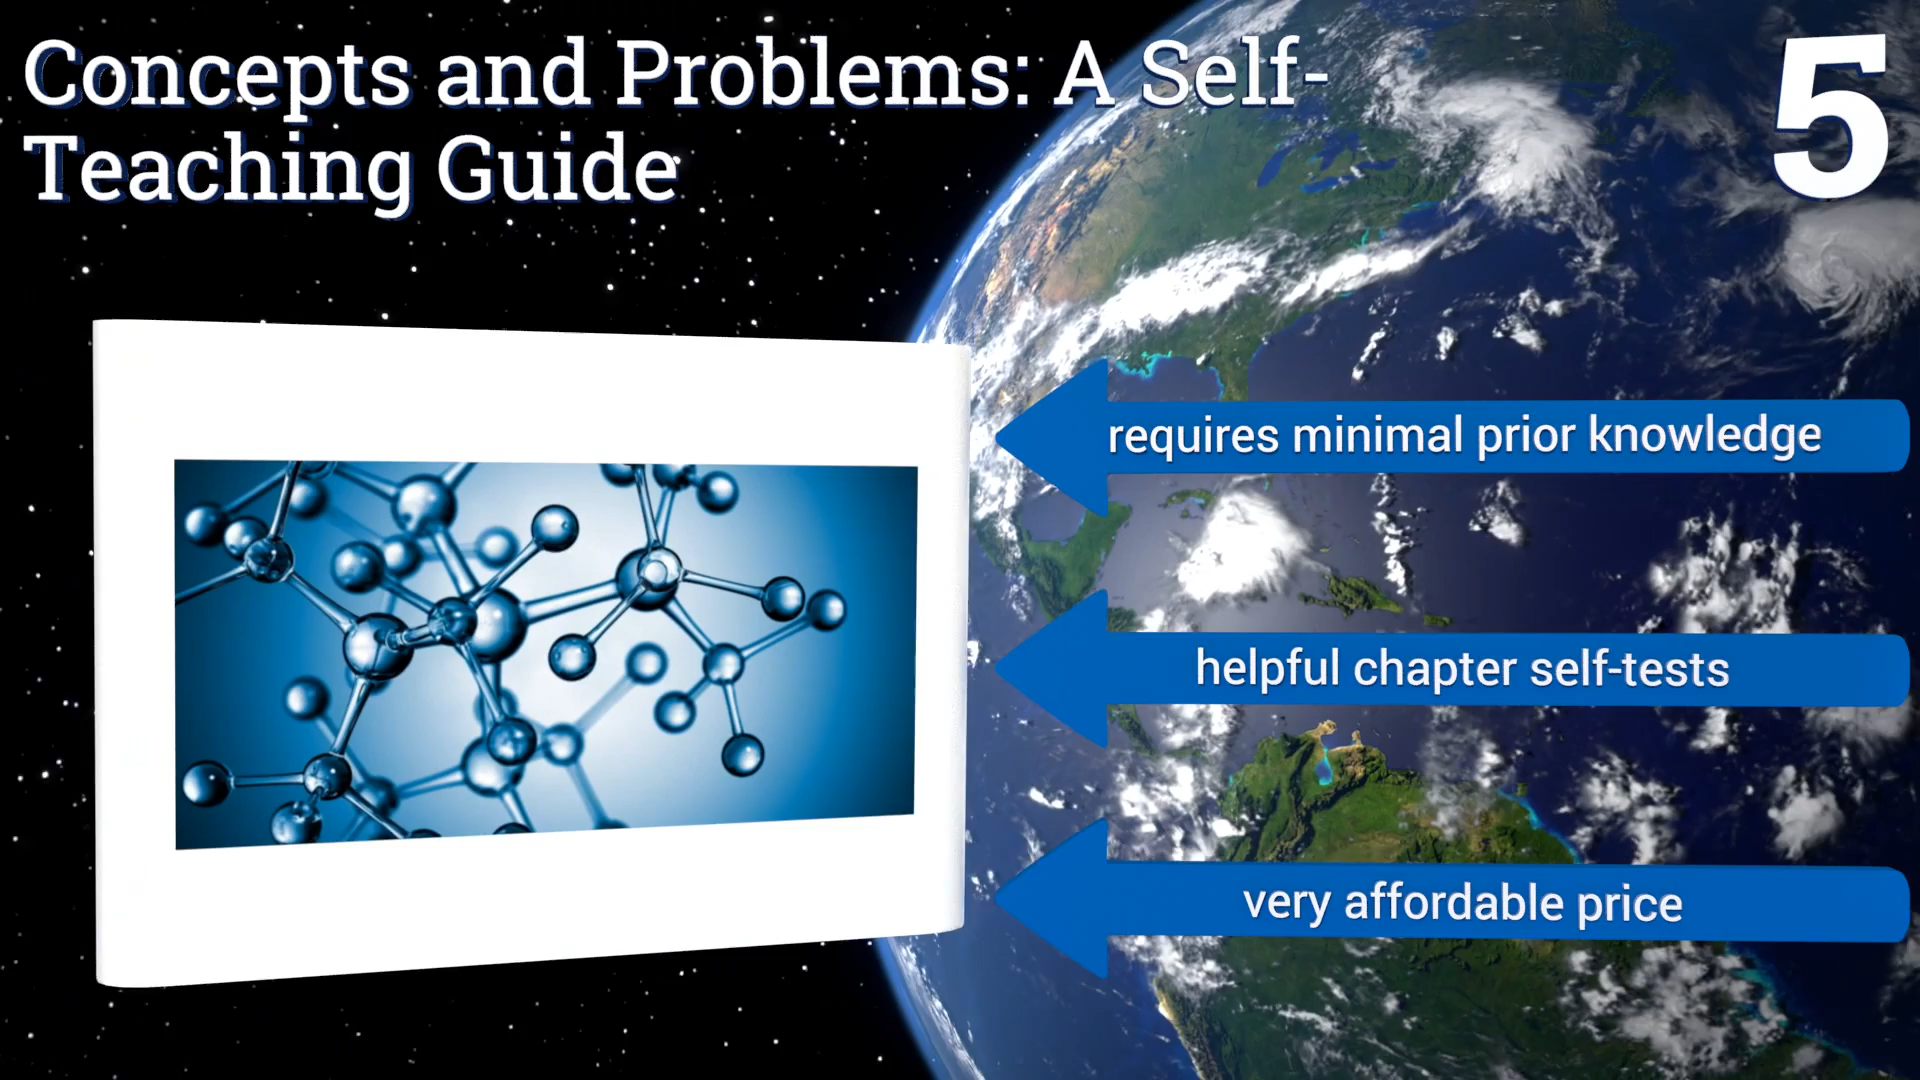 Concepts and Problems: A Self-
Teaching Guide
5
requires minimal prior knowledge
helpful chapter self-tests
very affordable price